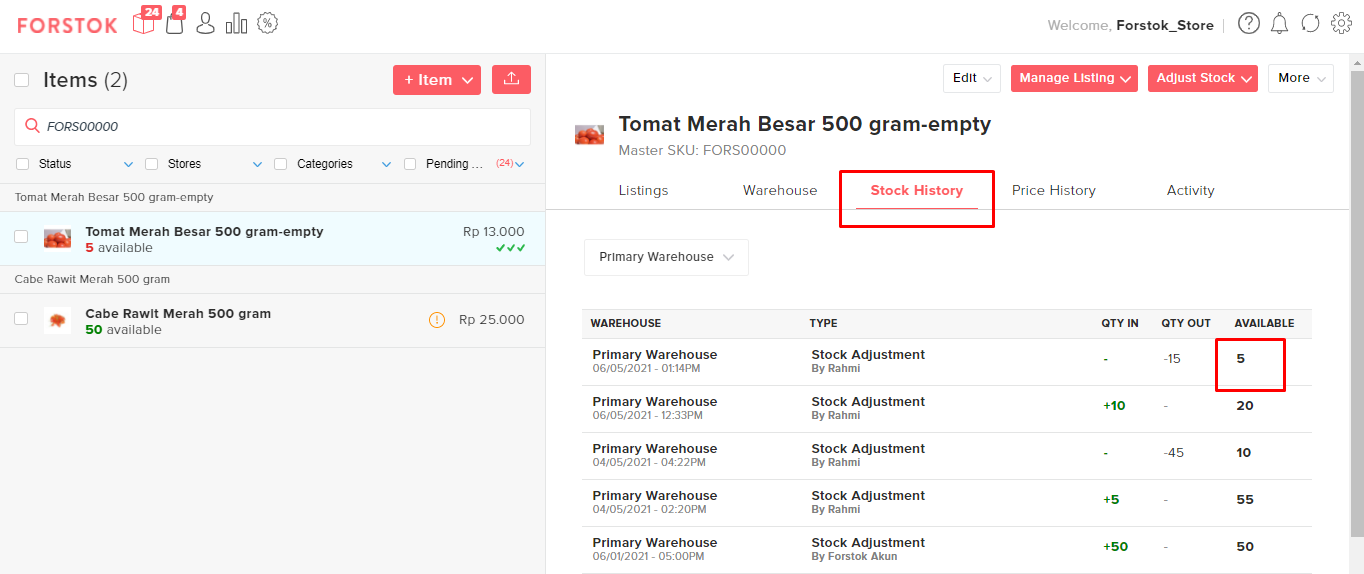 FORSTOK
24
4
Welcome, Forstok_Store
Items (2)
+ Item
FORS00000
Status
Stores
Categories
Pending ...
(24)
Tomat Merah Besar 500 gram-empty
Tomat Merah Besar 500 gram-empty
Rp 13.000
5 available
Cabe Rawit Merah 500 gram
Cabe Rawit Merah 500 gram
Rp 25.000
50 available
Edit
Manage Listing
Adjust Stock
More
Tomat Merah Besar 500 gram-empty
Master SKU: FORS00000
Listings
Warehouse
Stock History
Price History
Activity
Primary Warehouse
WAREHOUSE TYPE QTY IN QTY OUT AVAILABLE
Primary Warehouse Stock Adjustment - -15 5
06/05/2021 - 01:14PM By Rahmi
Primary Warehouse Stock Adjustment +10 - 20
06/05/2021 - 12:33PM By Rahmi
Primary Warehouse Stock Adjustment - -45 10
04/05/2021 - 04:22PM By Rahmi
Primary Warehouse Stock Adjustment +5 - 55
04/05/2021 - 02:20PM By Rahmi
Primary Warehouse Stock Adjustment +50 - 50
06/01/2021 - 05:00PM By Forstok Akun